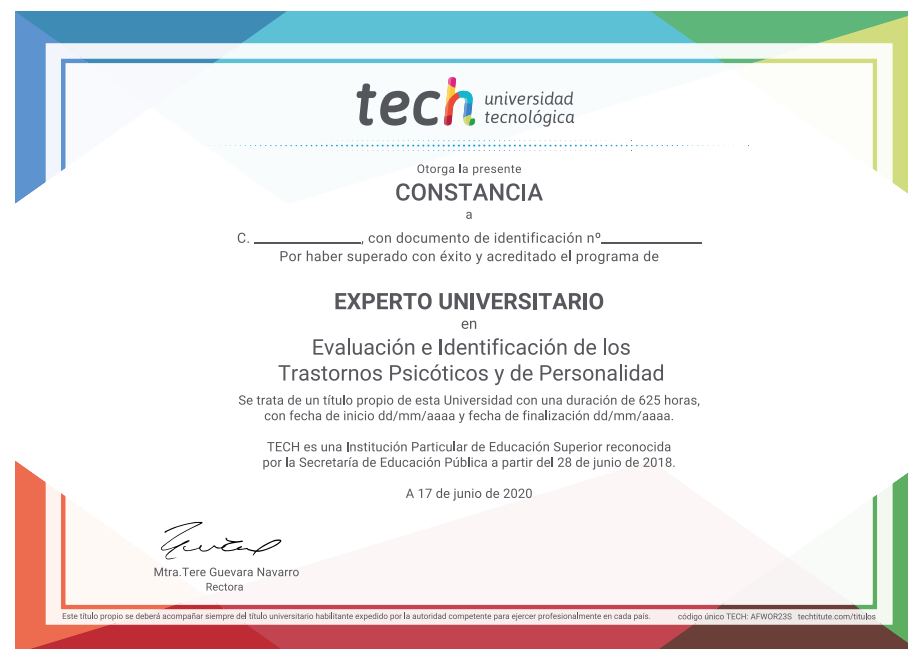 tech universidad
tecnológica
Otorga la presente
CONSTANCIA
a
C. ______________, con documento de identificación nº______________
Por haber superado con éxito y acreditado el programa de
EXPERTO UNIVERSITARIO
en
Evaluación e Identificación de los
Trastornos Psicóticos y de Personalidad
Se trata de un título propio de esta Universidad con una duración de 625 horas,
con fecha de inicio dd/mm/aaaa y fecha de finalización dd/mm/aaaa.
TECH es una Institución Particular de Educación Superior reconocida
por la Secretaría de Educación Pública a partir del 28 de junio de 2018.
A 17 de junio de 2020
Mtra.Tere Guevara Navarro
Rectora
Este título propio se deberá acompañar siempre del título universitario habilitante expedido por la autoridad competente para ejercer profesionalmente en cada país. código único TECH: AFWOR23S techtitute.com/titulos